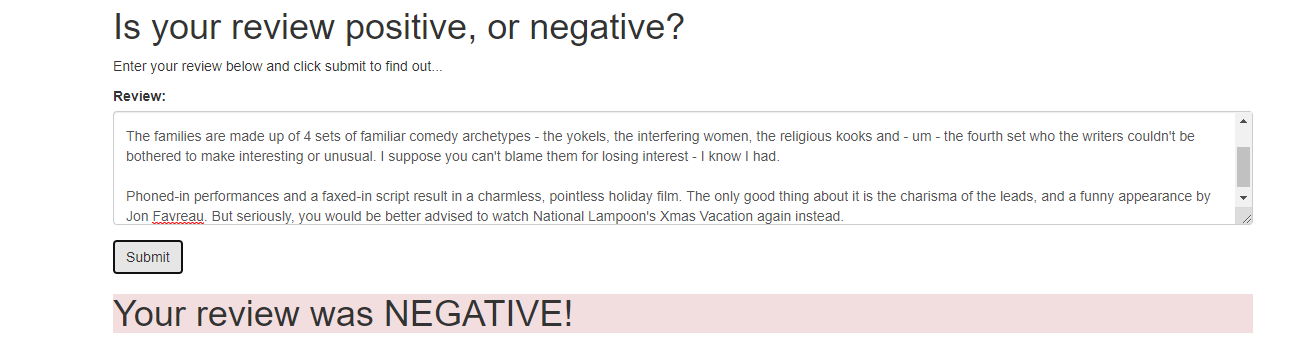 Is your review positive, or negative?
Enter your review below and click submit to find out...
Review:
The families are made up of 4 sets of familiar comedy archetypes - the yokels, the interfering women, the religious kooks and - um - the fourth set who the writers couldn't be
bothered to make interesting or unusual. I suppose you can't blame them for losing interest - I know I had.
Phoned-in performances and a faxed-in script result in a charmless, pointless holiday film. The only good thing about it is the charisma of the leads, and a funny appearance by
Jon Favreau. But seriously, you would be better advised to watch National Lampoon's Xmas Vacation again instead.
Submit
Your review was NEGATIVE!